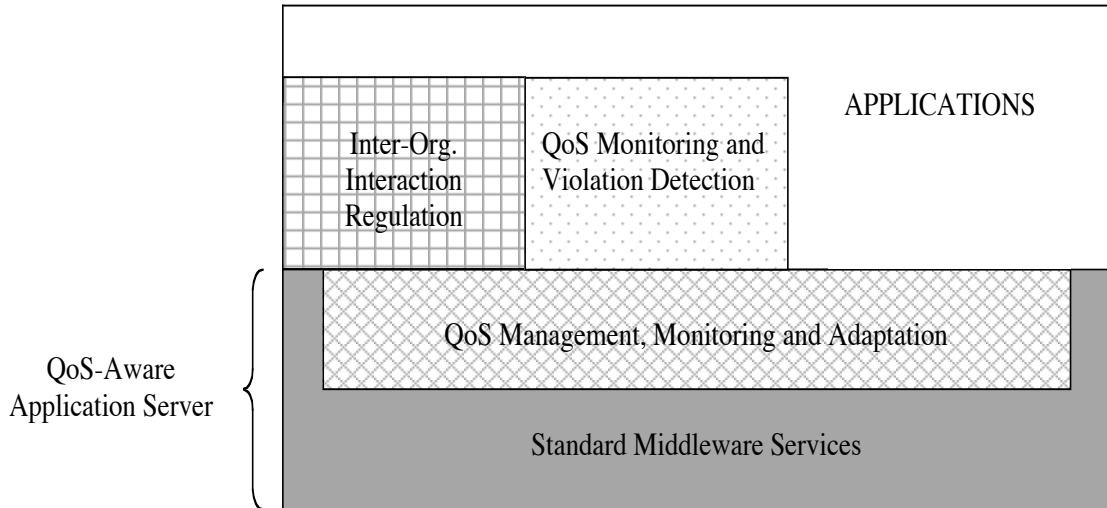 APPLICATIONS
Inter-Org.
Interaction
Regulation
QoS Monitoring and
Violation Detection
QoS Management, Monitoring and Adaptation
QoS-Aware
Application Server
Standard Middleware Services